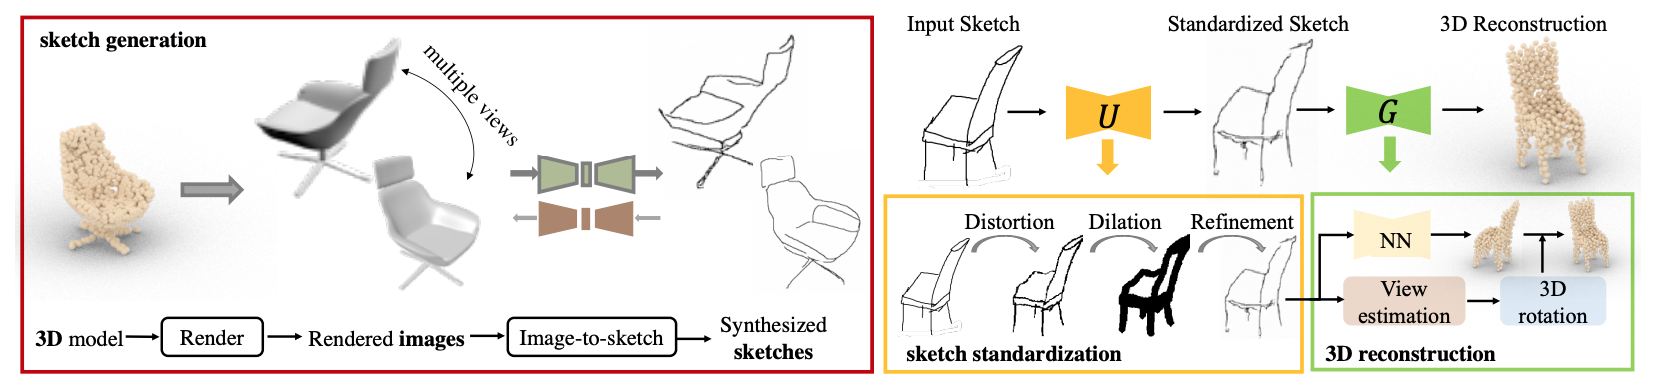 sketch generation
multiple views
3D model
Render
Rendered images
Image-to-sketch
Synthesized
sketches
Input Sketch
Standardized Sketch
3D Reconstruction
U
G
Distortion
Dilation
Refinement
sketch standardization
NN
View
estimation
3D
rotation
3D reconstruction